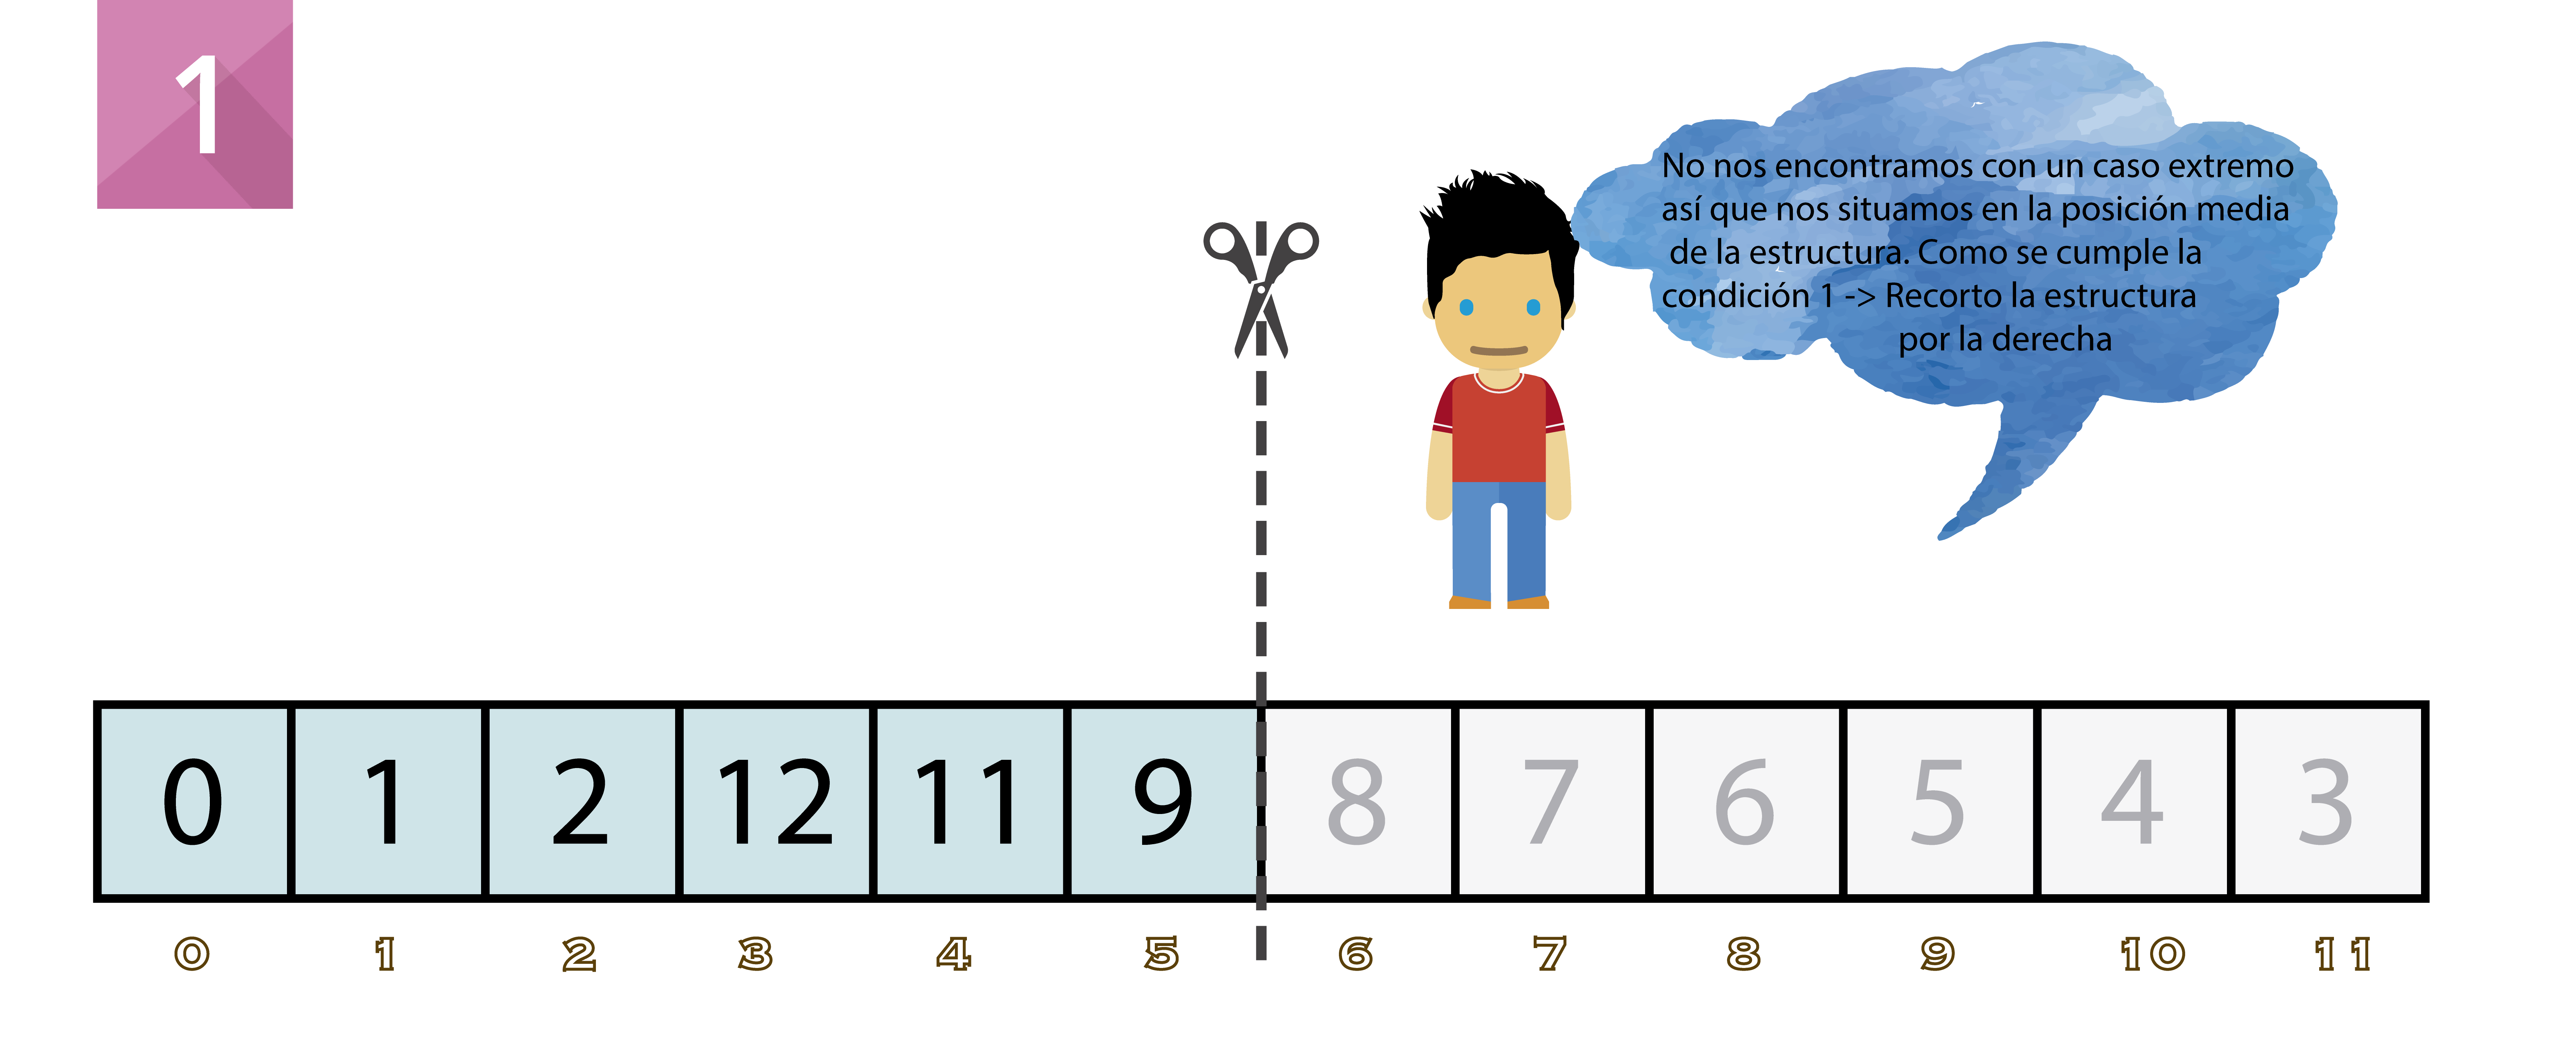 1
No nos encontramos con un caso extremo
así que nos situamos en la posición media
de la estructura. Como se cumple la
condición 1 -> Recorto la estructura
por la derecha
0 1 2 12 11 9 8 7 6 5 4 3
0 1 2 3 4 5 6 7 8 9 10 11